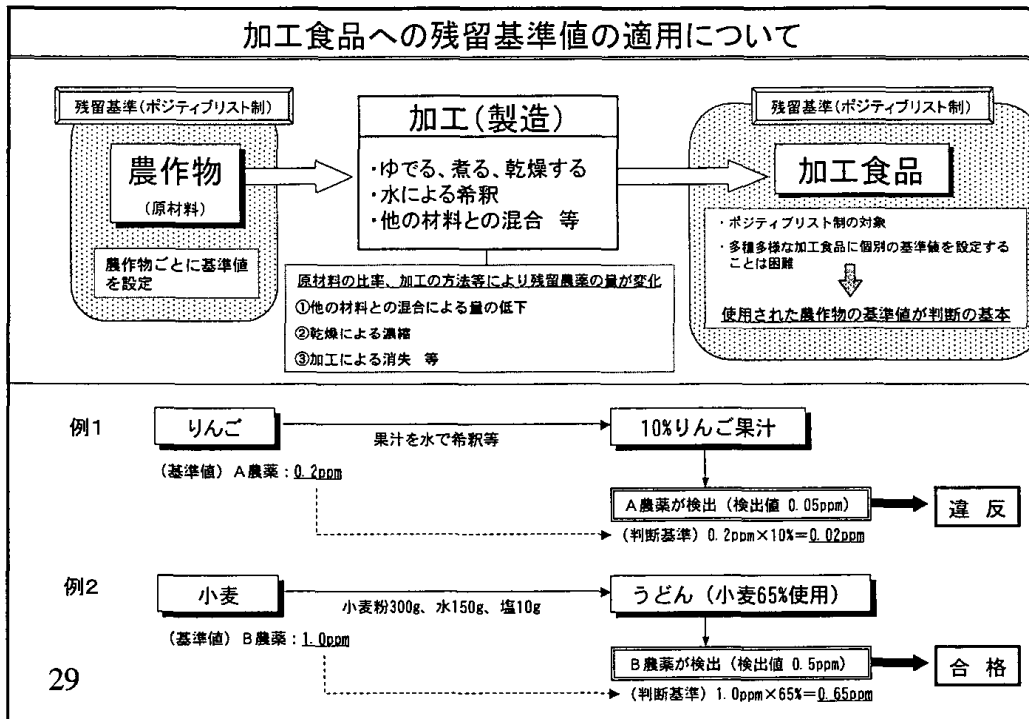 加工食品への残留基準値の適用について
残留基準(ポジティブリスト制)
農作物
(原材料)
農作物ごとに基準値
を設定
加工(製造)
・ゆでる、煮る、乾燥する
・水による希釈
・他の材料との混合 等
原材料の比率、加工の方法等により残留農薬の量が変化
①他の材料との混合による量の低下
②乾燥による濃縮
③加工による消失 等
残留基準(ポジティブリスト制)
加工食品
・ポジティブリスト制の対象
・多種多様な加工食品に個別の基準値を設定する
ことは困難
使用された農作物の基準値が判断の基本
例1
りんご
果汁を水で希釈等
10%りんご果汁
(基準値) A農薬:0.2ppm
A農薬が検出 (検出値 0.05ppm)
違 反
(判断基準) 0.2ppm×10%=0.02ppm
例2
小麦
小麦粉300g、水150g、塩10g
うどん (小麦65%使用)
(基準値) B農薬:1.0ppm
B農薬が検出 (検出値 0.5ppm)
合 格
(判断基準) 1.0ppm×65%=0.65ppm
29